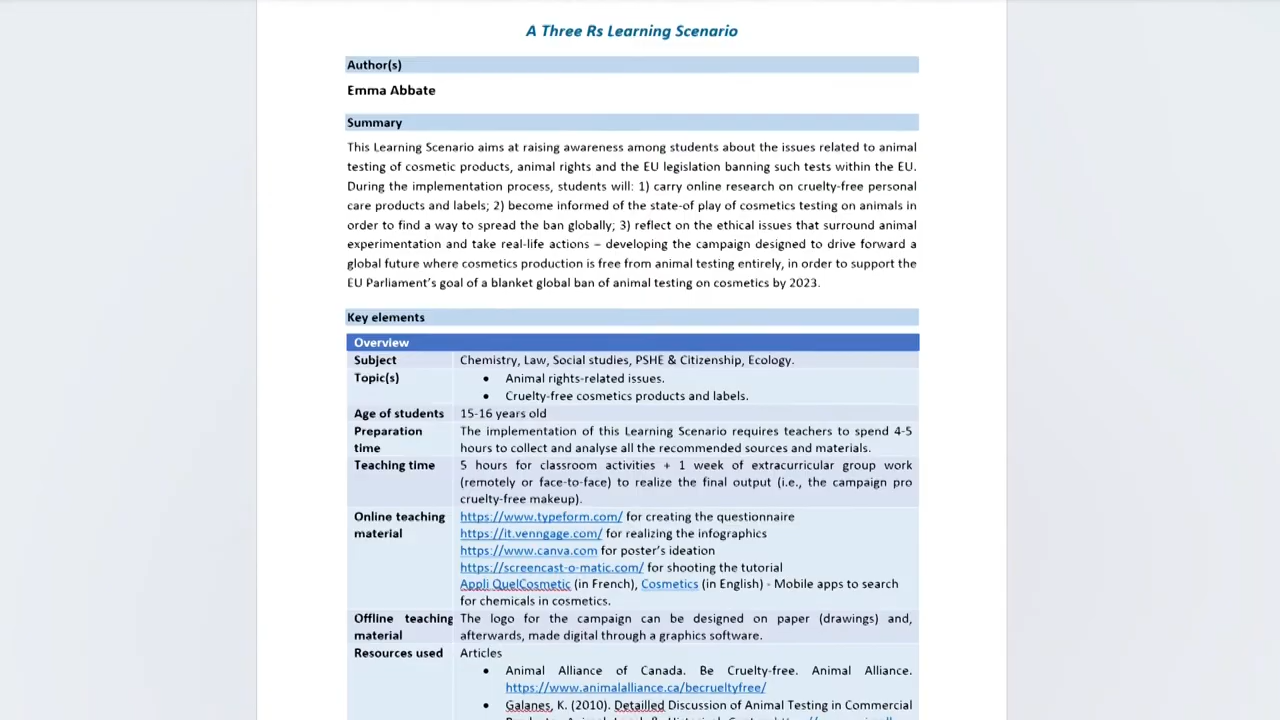 A Three Rs Learning Scenario
Author(s)
Emma Abbate
Summary
This Learning Scenario aims at raising awareness among students about the issues related to animal
testing of cosmetic products, animal rights and the EU legislation banning such tests within the EU.
During the implementation process, students will: 1) carry online research on cruelty-free personal
care products and labels; 2) become informed of the state-of play of cosmetics testing on animals in
order to find a way to spread the ban globally; 3) reflect on the ethical issues that surround animal
experimentation and take real-life actions – developing the campaign designed to drive forward a
global future where cosmetics production is free from animal testing entirely, in order to support the
EU Parliament's goal of a blanket global ban of animal testing on cosmetics by 2023.
Key elements
Overview
Subject Chemistry, Law, Social studies, PSHE & Citizenship, Ecology.
Topic(s) • Animal rights-related issues.
• Cruelty-free cosmetics products and labels.
Age of students 15-16 years old
Preparation The implementation of this Learning Scenario requires teachers to spend 4-5
time hours to collect and analyse all the recommended sources and materials.
Teaching time 5 hours for classroom activities + 1 week of extracurricular group work
(remotely or face-to-face) to realize the final output (i.e., the campaign pro
cruelty-free makeup).
Online teaching https://www.typeform.com/ for creating the questionnaire
material https://it.venngage.com/ for realizing the infographics
https://www.canva.com for poster's ideation
https://screencast-o-matic.com/ for shooting the tutorial
Appli QuelCosmetic (in French), Cosmetics (in English) - Mobile apps to search
for chemicals in cosmetics.
Offline teaching The logo for the campaign can be designed on paper (drawings) and,
material afterwards, made digital through a graphics software.
Resources used Articles
• Animal Alliance of Canada. Be Cruelty-free. Animal Alliance.
https://www.animalalliance.ca/becrueltyfree/
• Galanes, K. (2010). Detailled Discussion of Animal Testing in Commercial